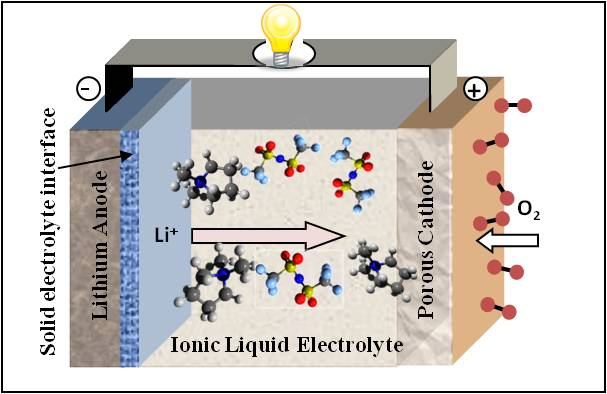 -
+
Solid electrolyte interface
Lithium Anode
Li⁺
Porous Cathode
O₂
Ionic Liquid Electrolyte